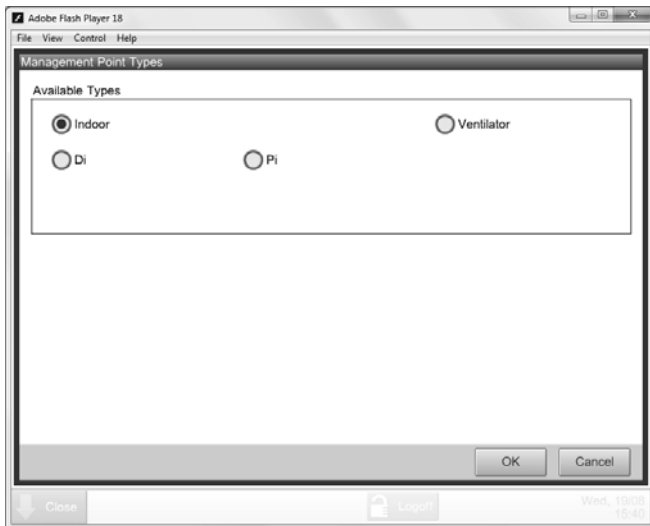 Adobe Flash Player 18
File View Control Help
Management Point Types
Available Types
Indoor Ventilator
Di Pi
OK Cancel
Close Logoff Wed, 19/08
15:40